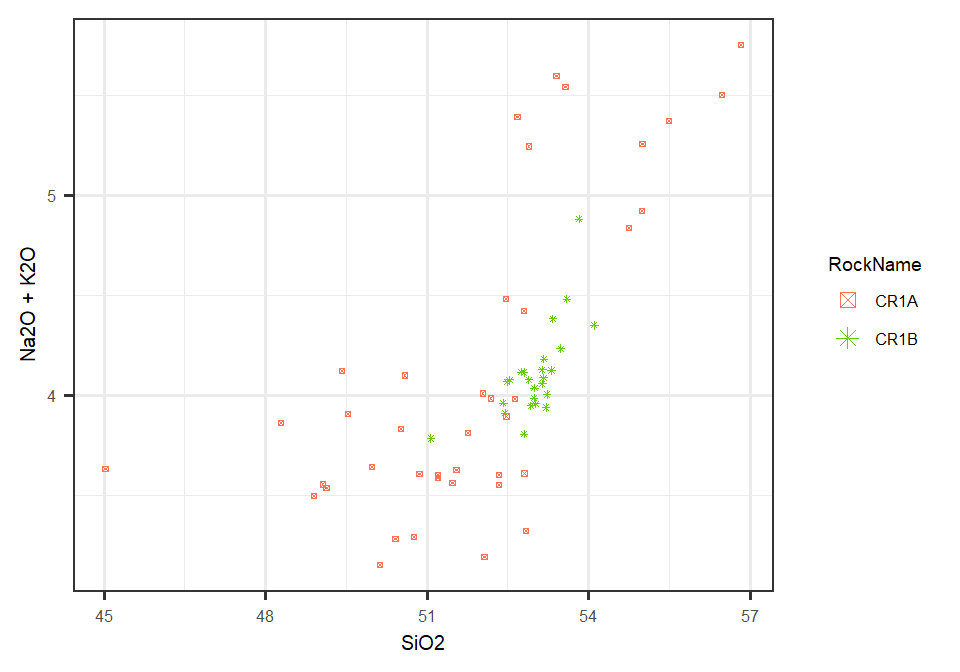 Na2O + K2O
5
4
45 48 51 54 57
SiO2
RockName
CR1A
CR1B